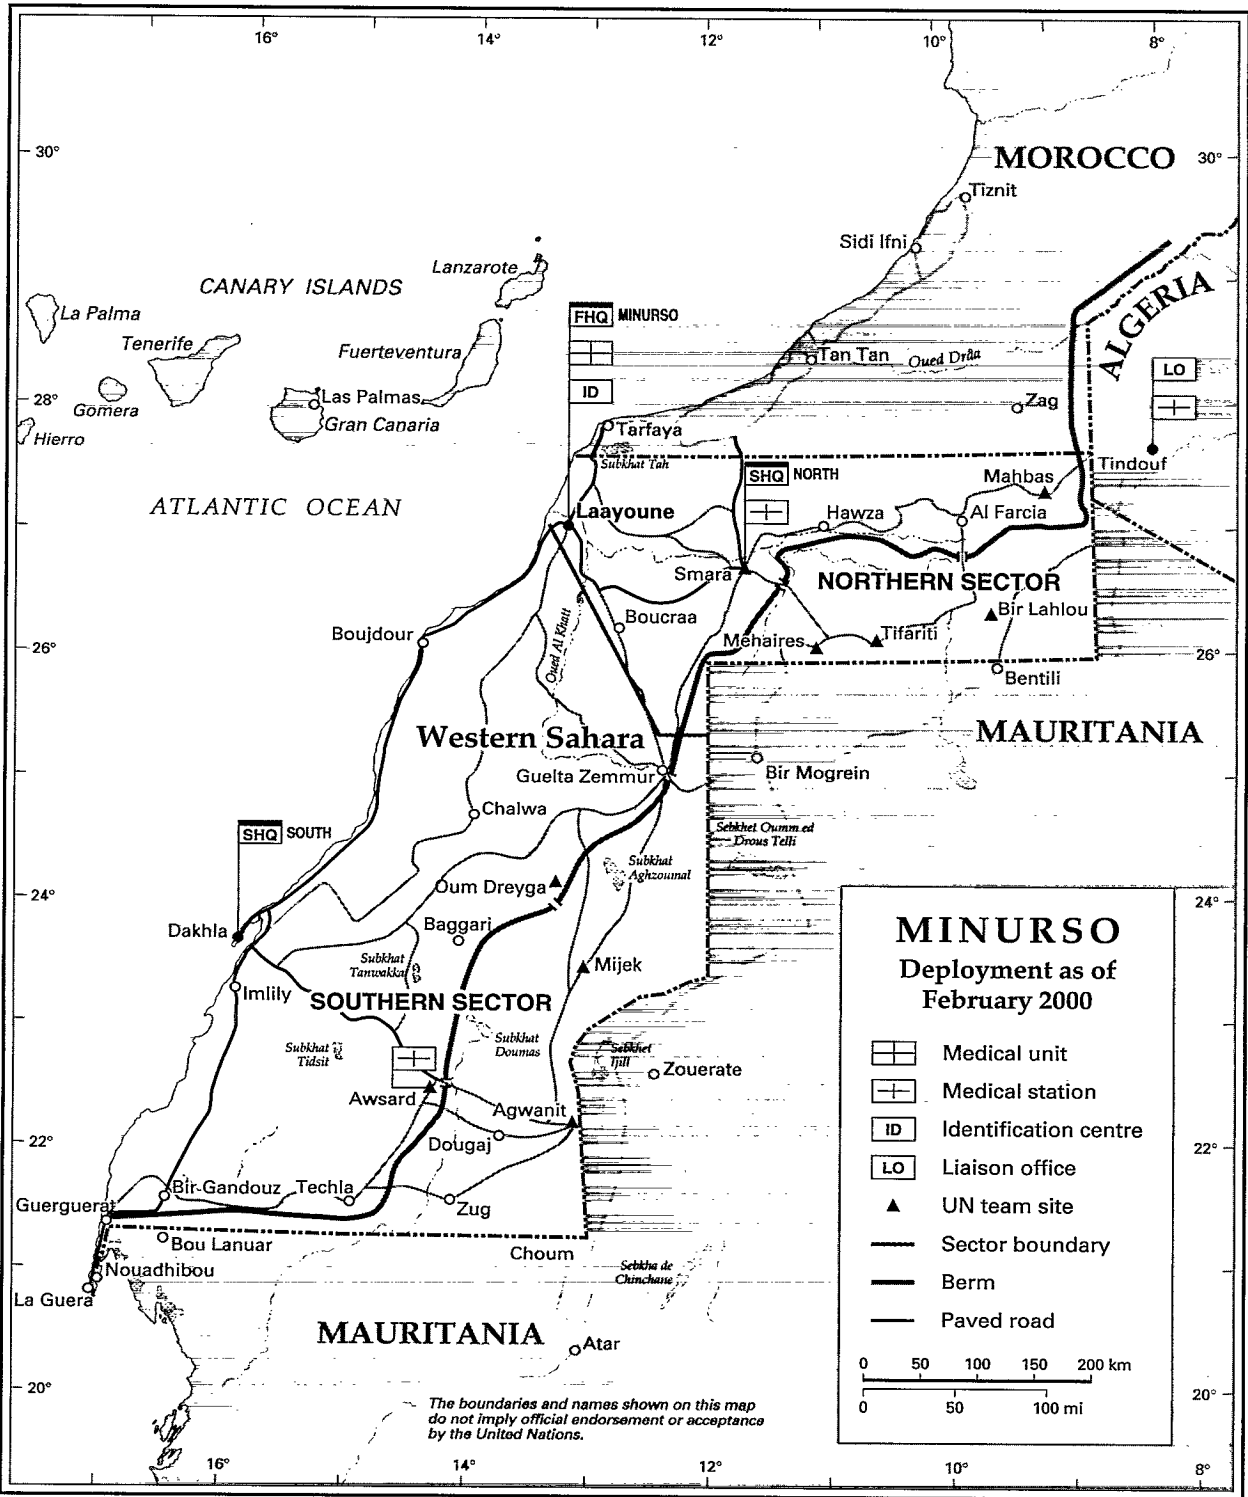 16°
14°
12°
10°
8°
30°
MOROCCO
30°
Tiznit
Sidi Ifni
Lanzarote
CANARY ISLANDS
ALGERIA
La Palma
FHQ MINURSO
Tenerife
Fuerteventura
Tan Tan
Oued Drâa
LO
Gomera
28°
Las Palmas
ID
Zag
Gran Canaria
Hierro
Tarfaya
Subkhat Tah
SHQ NORTH
Mahbas
Tindouf
ATLANTIC OCEAN
Laayoune
Hawza
Al Farcia
Smara
NORTHERN SECTOR
Boucraa
Bir Lahlou
Boujdour
Oued Al Khatt
Mehaires
Tifariti
26°
26°
Bentili
Western Sahara
MAURITANIA
Guelta Zemmur
Bir Mogrein
Chalwa
SHQ SOUTH
Sebkhet Oumm ed
Drous Telli
Subkhat
Aghzoumal
Oum Dreyga
24°
24°
Dakhla
Baggari
Subkhat
Tanwakka
Mijek
Imlily
SOUTHERN SECTOR
Subkhat
Tidsit
Subkhat
Doumas
Sebkhet
Ijill
Zouerate
Awsard
Agwanit
22°
Dougaj
22°
Bir-Gandouz
Techla
Guerguerat
Zug
Bou Lanuar
Choum
Nouadhibou
Sebkha de
Chinchane
La Guera
MAURITANIA
Atar
20°
20°
The boundaries and names shown on this map
do not imply official endorsement or acceptance
by the United Nations.
16°
14°
12°
10°
8°
MINURSO
Deployment as of
February 2000
Medical unit
Medical station
ID Identification centre
LO Liaison office
UN team site
Sector boundary
Berm
Paved road
0 50 100 150 200 km
0 50 100 mi